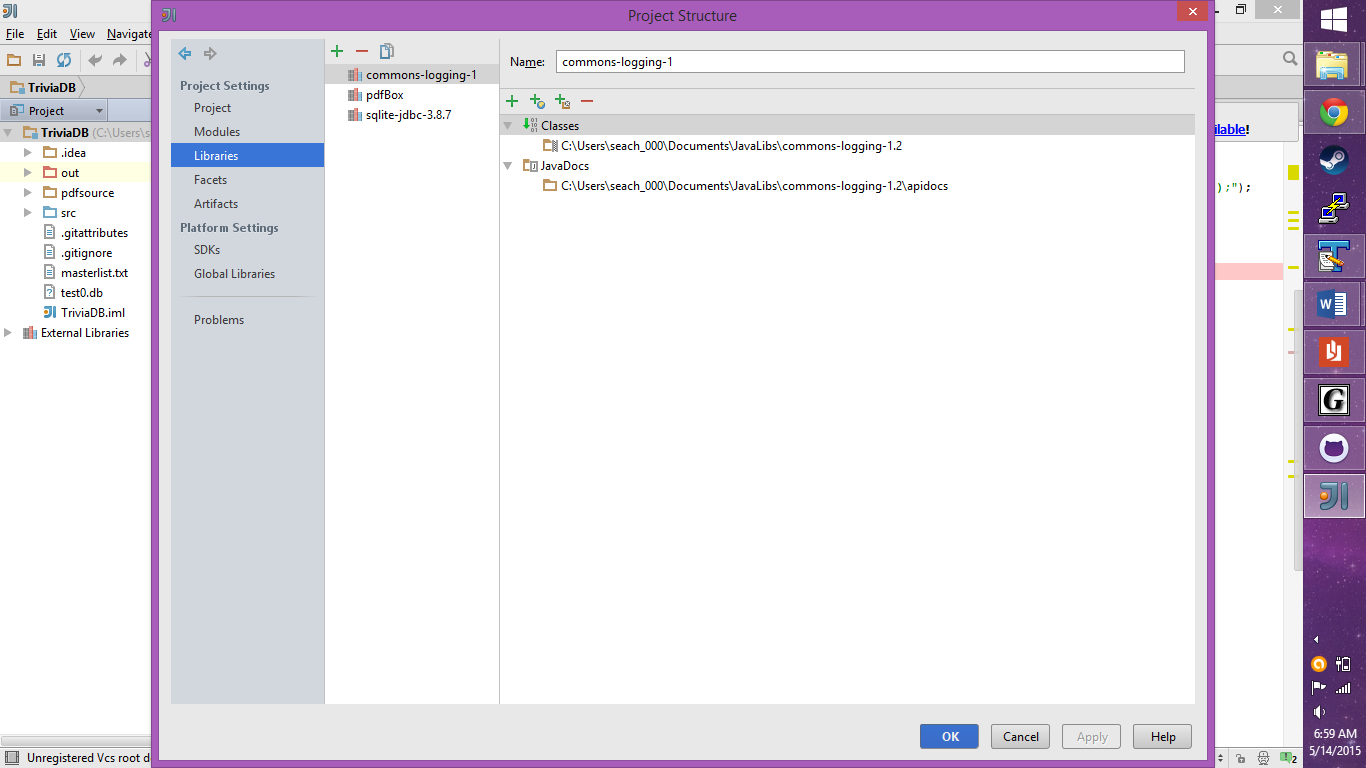 Project Structure
File Edit View Navigate
TriviaDB
Project
TriviaDB (C:\Users\s
.idea
out
pdfsource
src
.gitattributes
.gitignore
masterlist.txt
test0.db
TriviaDB.iml
External Libraries
Unregistered Vcs root d
Project Settings
Project
Modules
Libraries
Facets
Artifacts
Platform Settings
SDKs
Global Libraries
Problems
commons-logging-1
pdfBox
sqlite-jdbc-3.8.7
Name: commons-logging-1
Classes
C:\Users\seach_000\Documents\JavaLibs\commons-logging-1.2
JavaDocs
C:\Users\seach_000\Documents\JavaLibs\commons-logging-1.2\apidocs
OK Cancel Apply Help
ilable!
);");
2
6:59 AM
5/14/2015